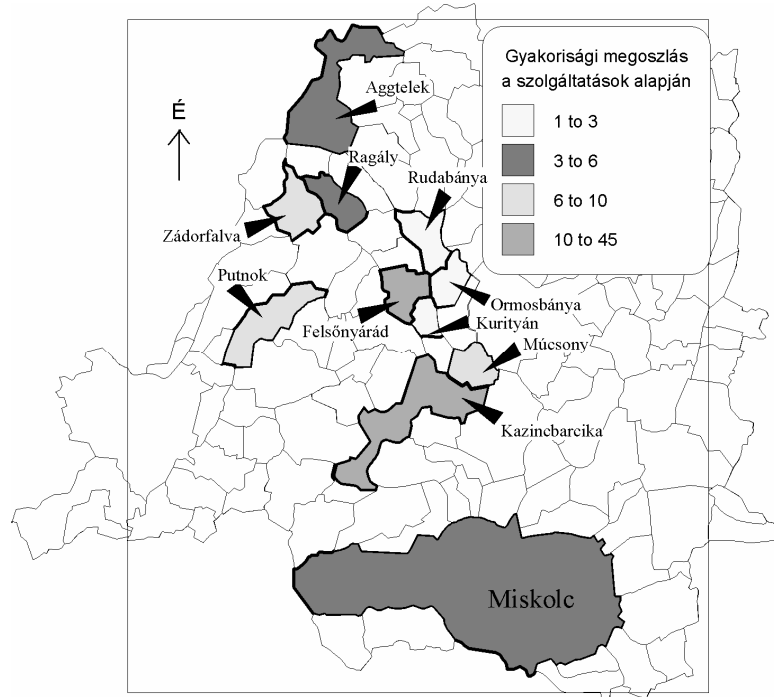 Gyakorisági megoszlás
a szolgáltatások alapján
1 to 3
3 to 6
6 to 10
10 to 45
É
Aggtelek
Ragály
Rudabánya
Zádorfalva
Putnok
Ormosbánya
Felsőnyárád
Kurityán
Múcsony
Kazincbarcika
Miskolc